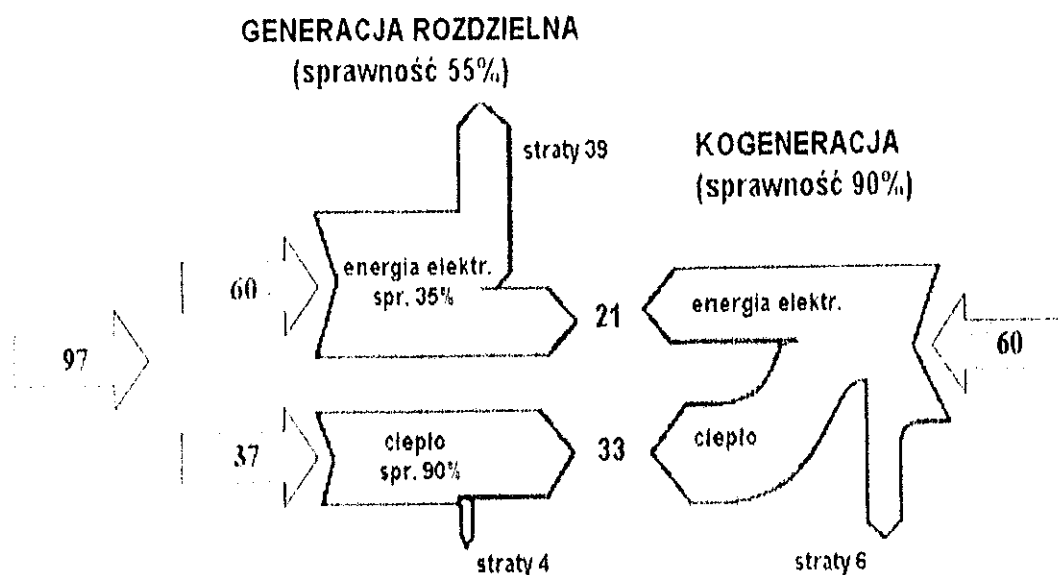 GENERACJA ROZDZIELNA
(sprawność 55%)
straty 39
KOGENERACJA
(sprawność 90%)
energia elektr.
spr. 35%
60
97
21
energia elektr.
60
37
ciepło
spr. 90%
33
ciepło
straty 4
straty 6